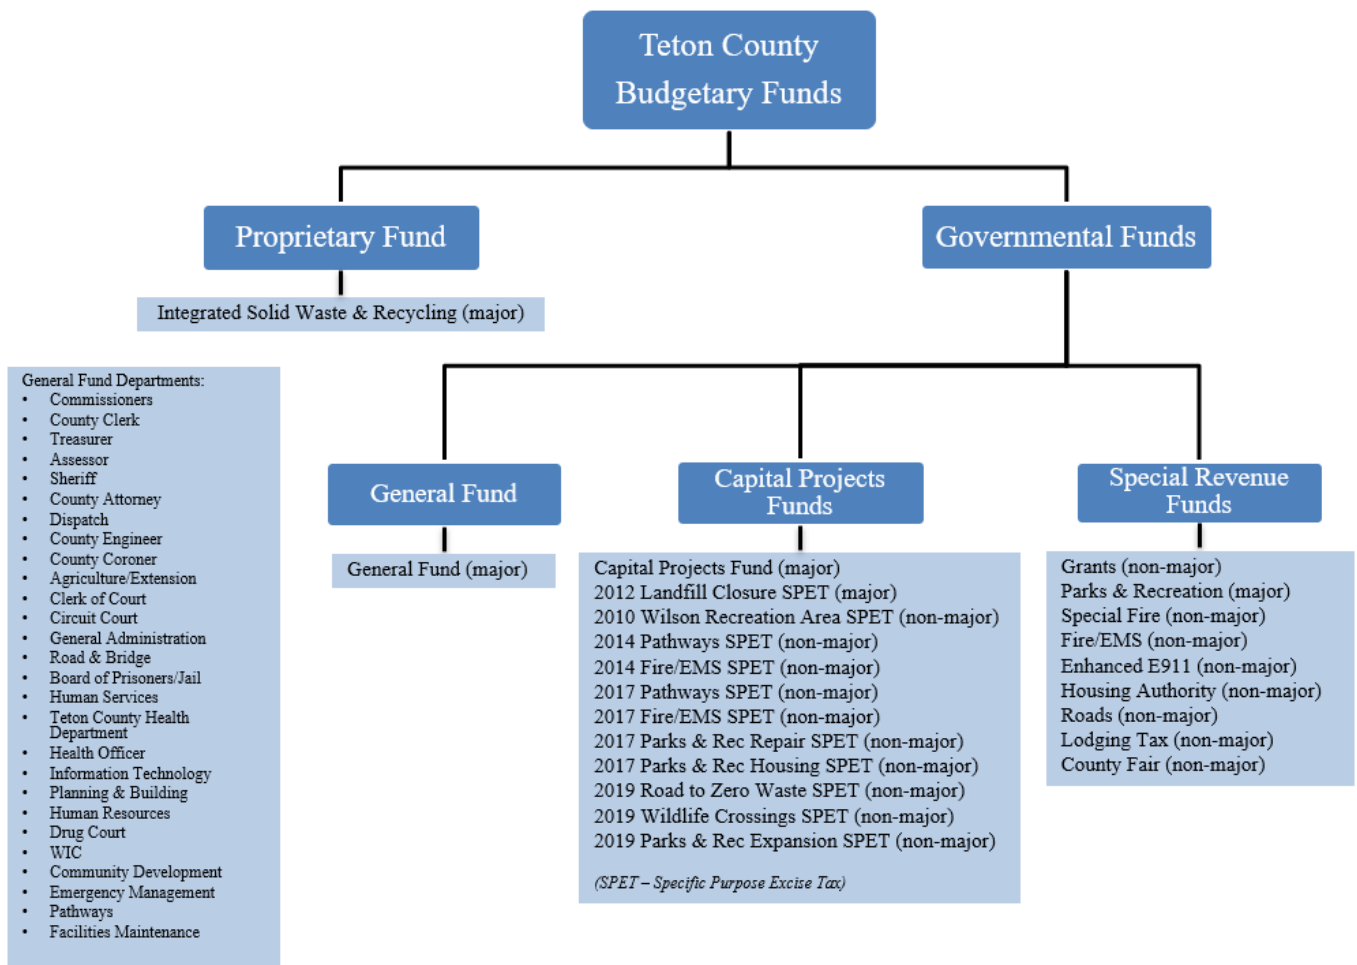 Teton County
Budgetary Funds
Proprietary Fund
Governmental Funds
Integrated Solid Waste & Recycling (major)
General Fund Departments:
• Commissioners
• County Clerk
• Treasurer
• Assessor
• Sheriff
• County Attorney
• Dispatch
• County Engineer
• County Coroner
• Agriculture/Extension
• Clerk of Court
• Circuit Court
• General Administration
• Road & Bridge
• Board of Prisoners/Jail
• Human Services
• Teton County Health
Department
• Health Officer
• Information Technology
• Planning & Building
• Human Resources
• Drug Court
• WIC
• Community Development
• Emergency Management
• Pathways
• Facilities Maintenance
General Fund
General Fund (major)
Capital Projects
Funds
Capital Projects Fund (major)
2012 Landfill Closure SPET (major)
2010 Wilson Recreation Area SPET (non-major)
2014 Pathways SPET (non-major)
2014 Fire/EMS SPET (non-major)
2017 Pathways SPET (non-major)
2017 Fire/EMS SPET (non-major)
2017 Parks & Rec Repair SPET (non-major)
2017 Parks & Rec Housing SPET (non-major)
2019 Road to Zero Waste SPET (non-major)
2019 Wildlife Crossings SPET (non-major)
2019 Parks & Rec Expansion SPET (non-major)
(SPET – Specific Purpose Excise Tax)
Special Revenue
Funds
Grants (non-major)
Parks & Recreation (major)
Special Fire (non-major)
Fire/EMS (non-major)
Enhanced E911 (non-major)
Housing Authority (non-major)
Roads (non-major)
Lodging Tax (non-major)
County Fair (non-major)